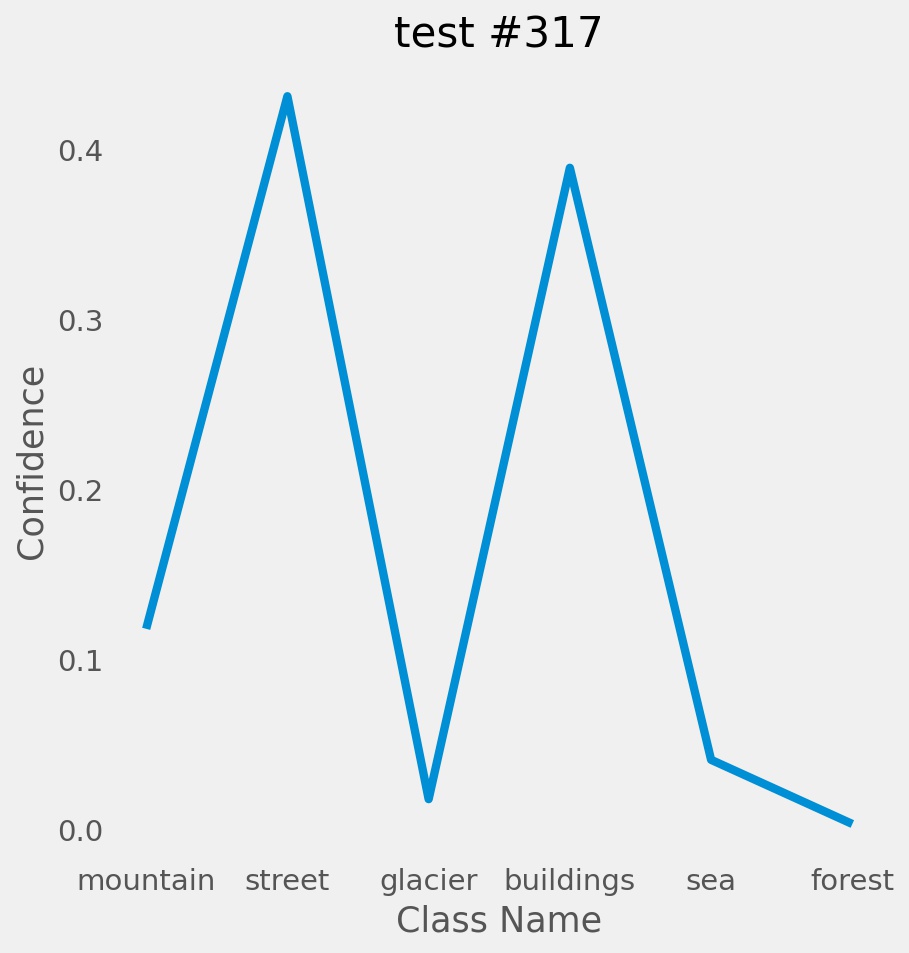 test #317
0.4
0.3
0.2
0.1
0.0
Confidence
mountain street glacier buildings sea forest
Class Name